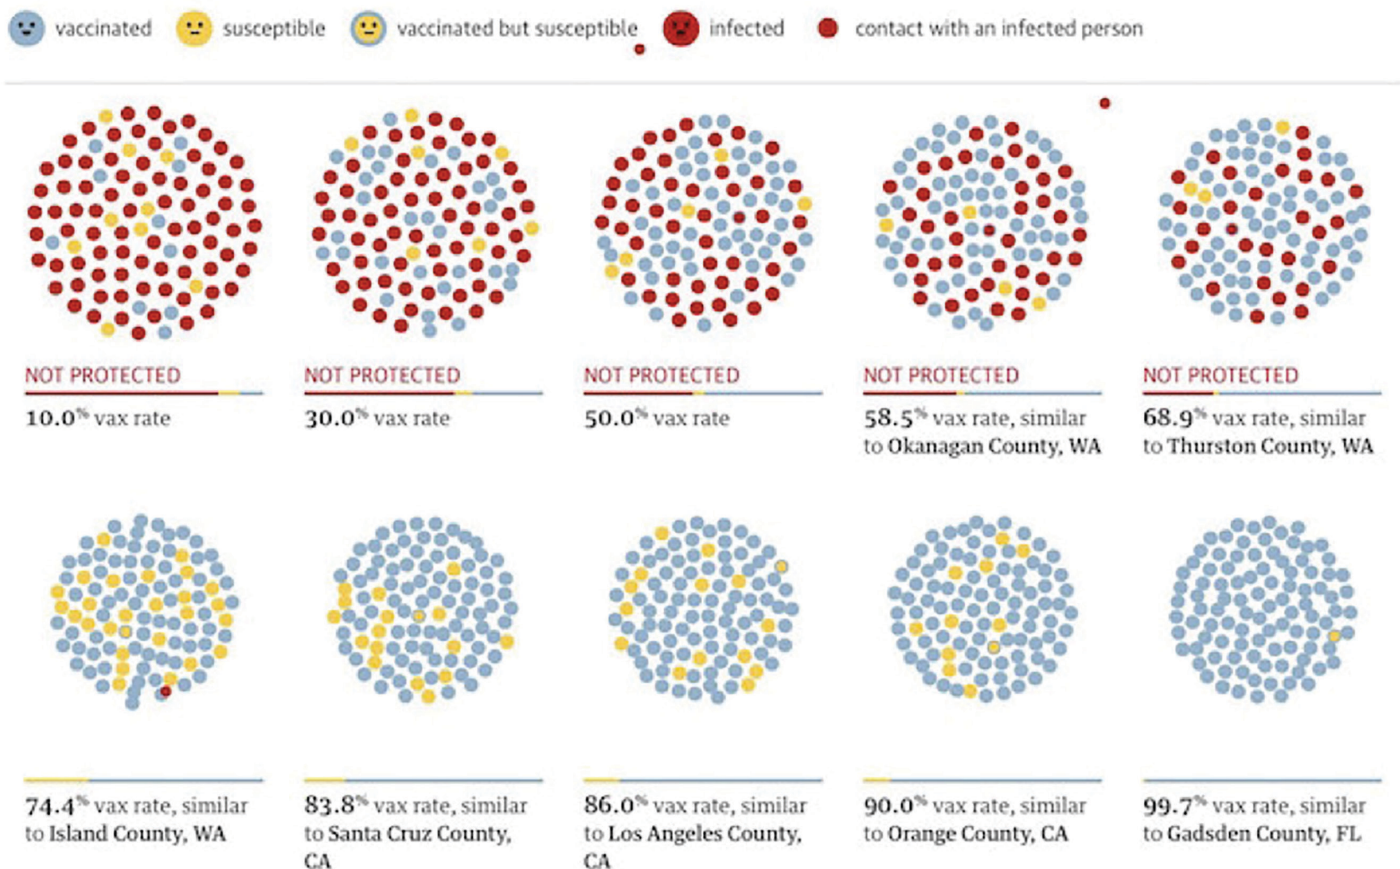 vaccinated susceptible vaccinated but susceptible infected contact with an infected person
NOT PROTECTED
10.0% vax rate
NOT PROTECTED
30.0% vax rate
NOT PROTECTED
50.0% vax rate
NOT PROTECTED
58.5% vax rate, similar
to Okanagan County, WA
NOT PROTECTED
68.9% vax rate, similar
to Thurston County, WA
74.4% vax rate, similar
to Island County, WA
83.8% vax rate, similar
to Santa Cruz County,
CA
86.0% vax rate, similar
to Los Angeles County,
CA
90.0% vax rate, similar
to Orange County, CA
99.7% vax rate, similar
to Gadsden County, FL